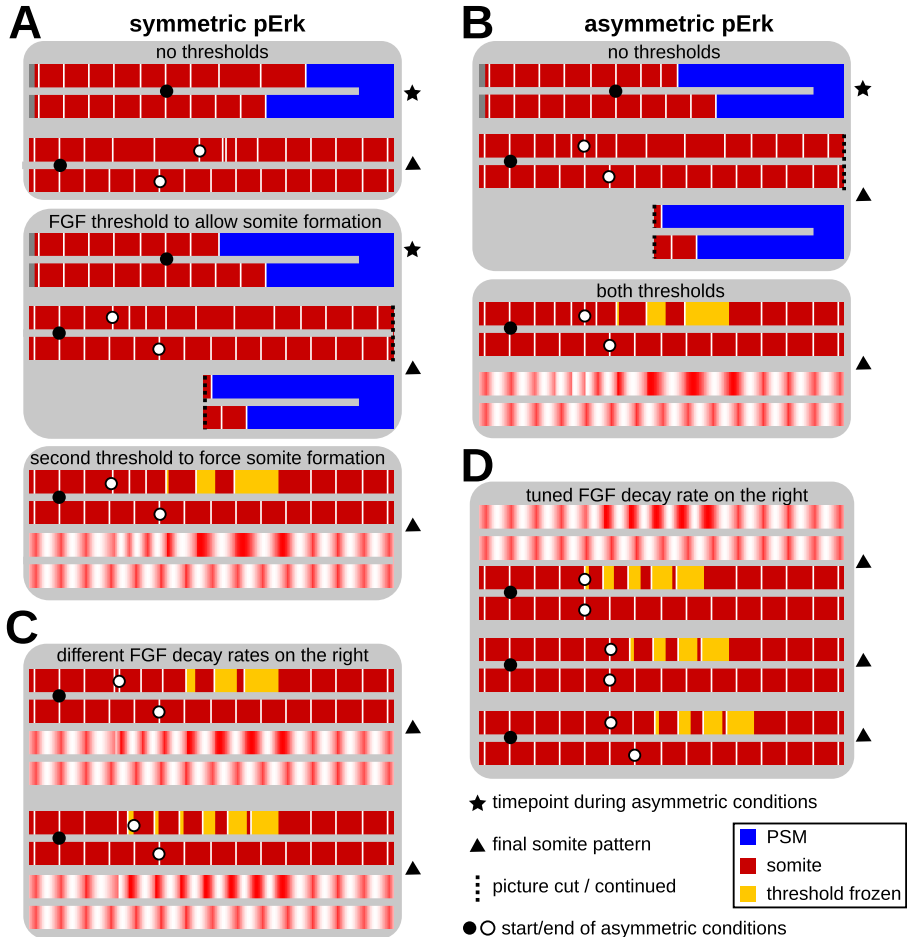 A
symmetric pErk
no thresholds
FGF threshold to allow somite formation
second threshold to force somite formation
B
asymmetric pErk
no thresholds
both thresholds
C
different FGF decay rates on the right
D
tuned FGF decay rate on the right
timepoint during asymmetric conditions
final somite pattern
picture cut / continued
start/end of asymmetric conditions
PSM
somite
threshold frozen